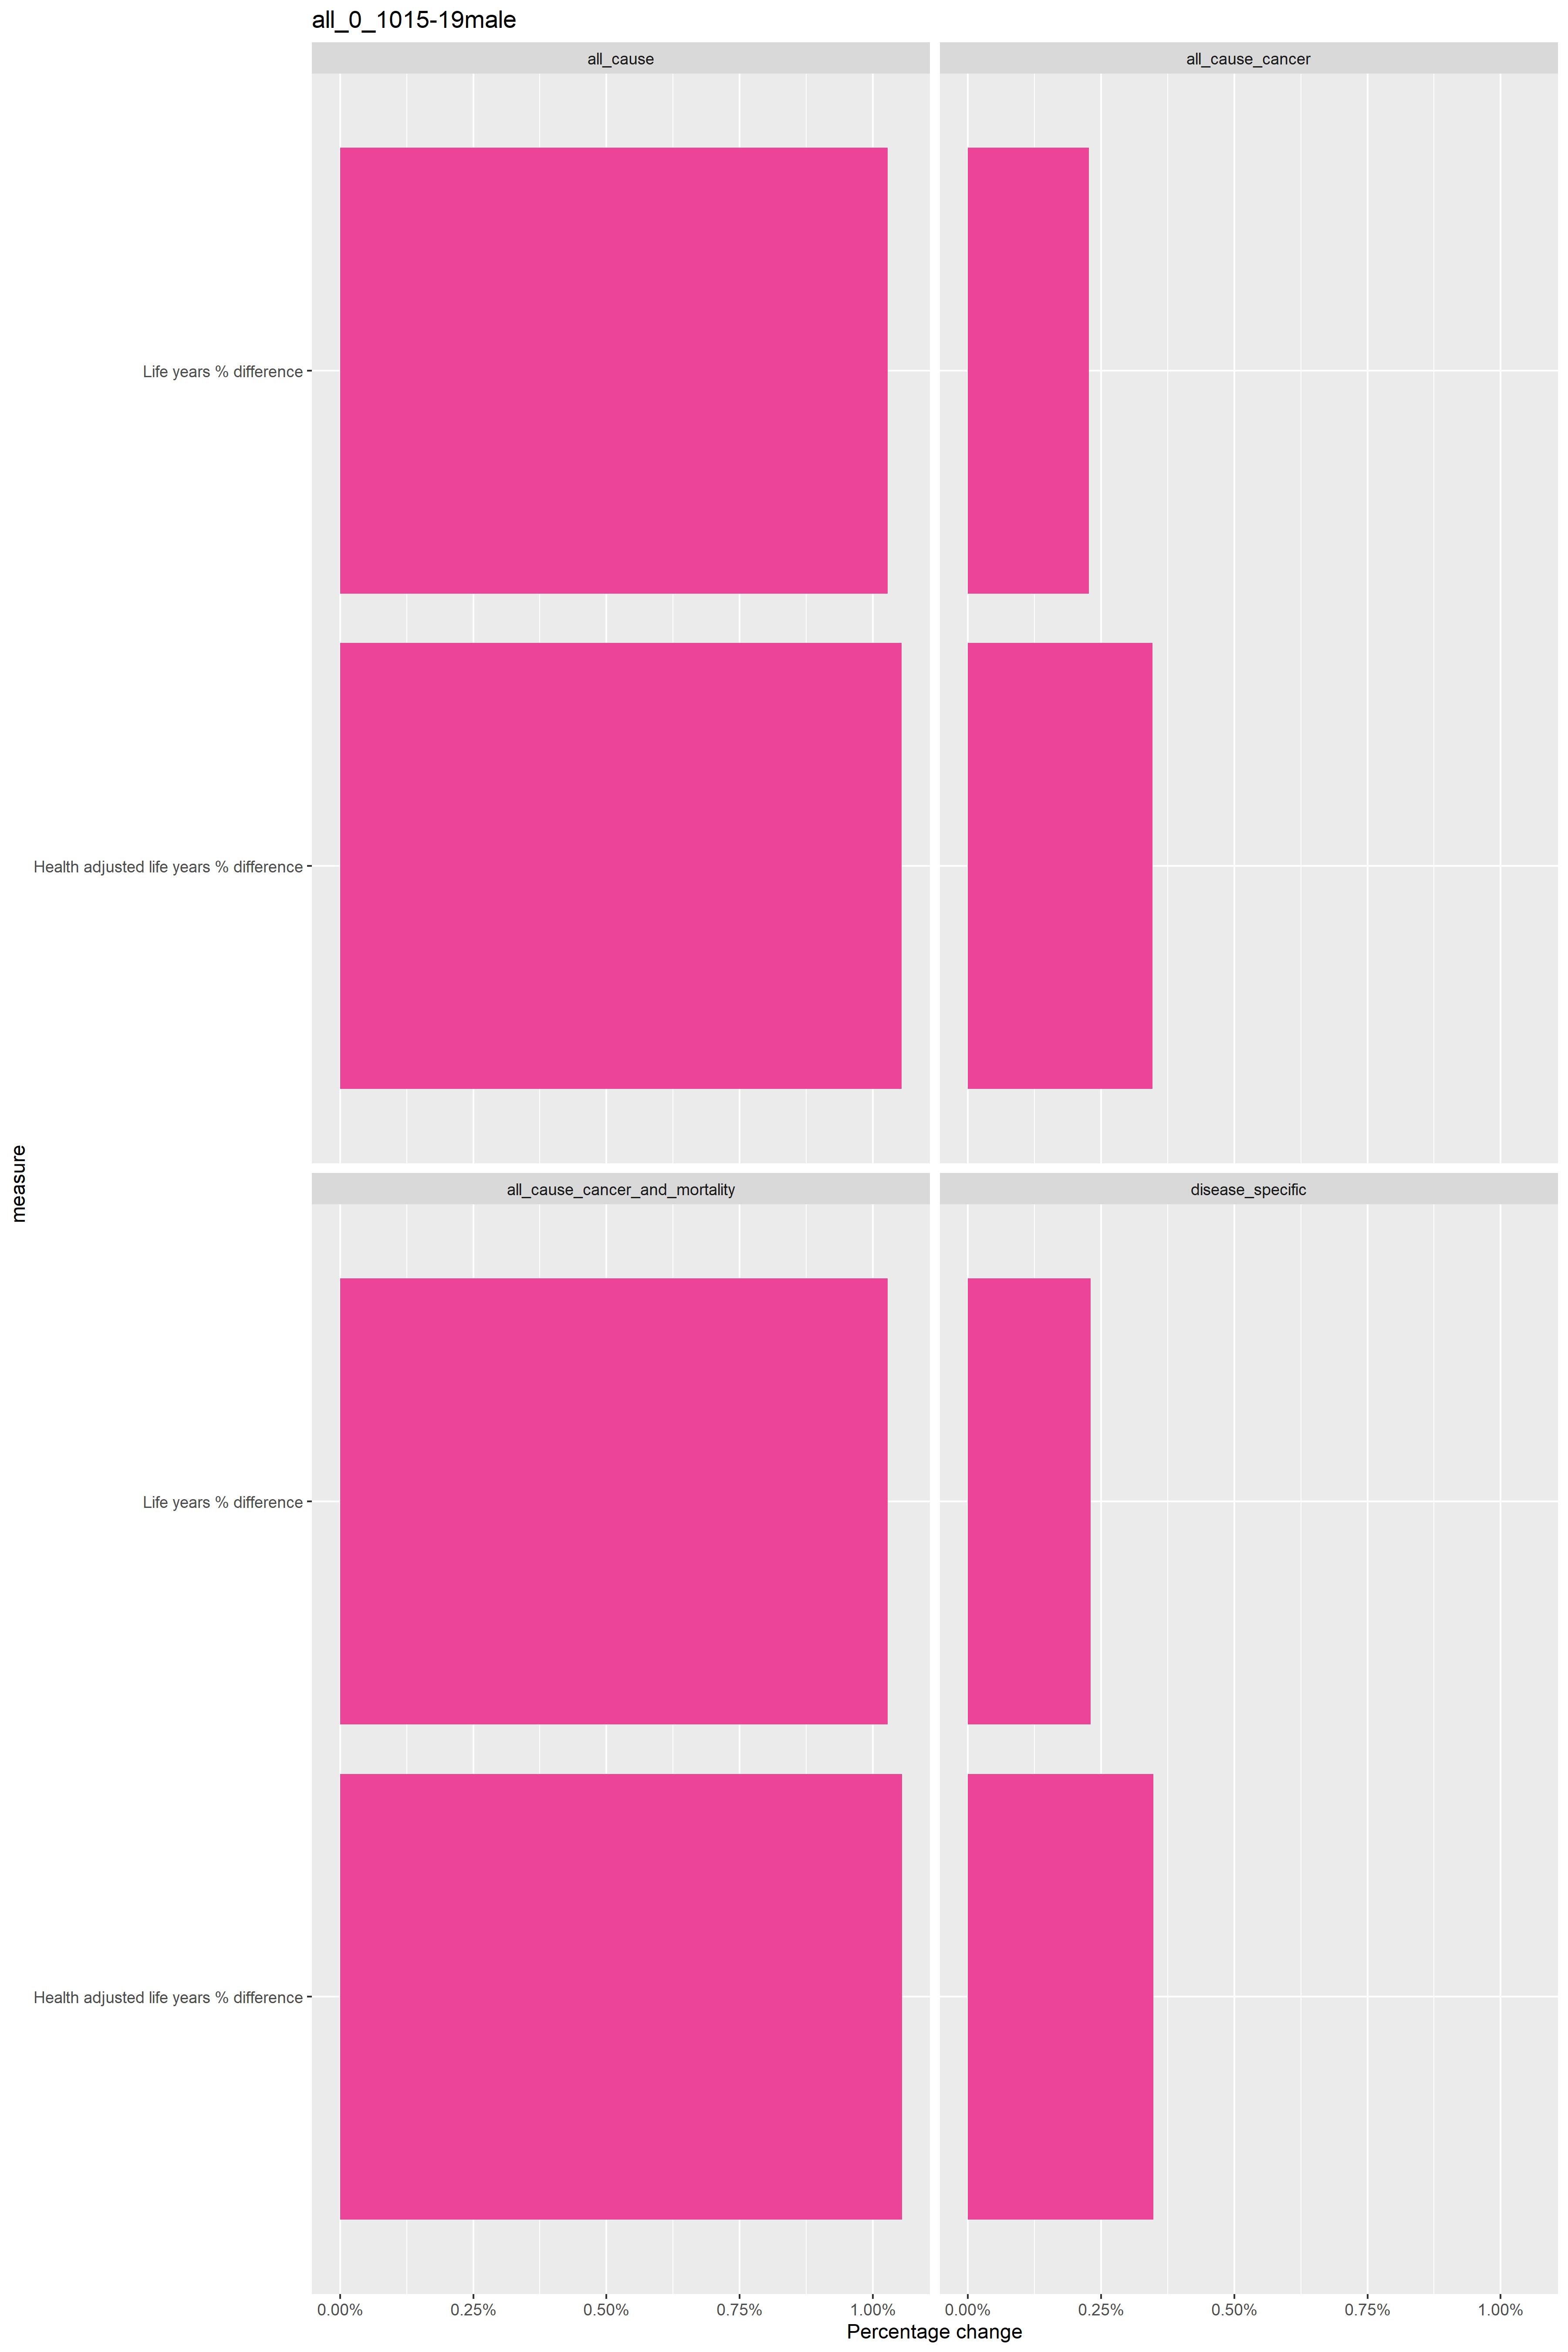 all_0_1015-19male
all_cause
all_cause_cancer
Life years % difference
Health adjusted life years % difference
measure
all_cause_cancer_and_mortality
disease_specific
Life years % difference
Health adjusted life years % difference
0.00% 0.25% 0.50% 0.75% 1.00% 0.00% 0.25% 0.50% 0.75% 1.00%
Percentage change